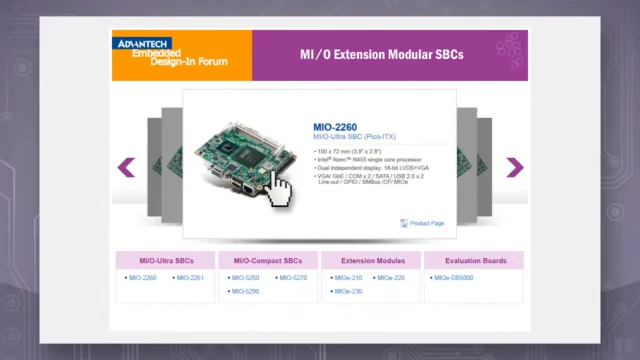 ADVANTECH
Embedded
Design-In Forum
MI/O Extension Modular SBCs
MIO-2260
MI/O-Ultra SBC (Pico-ITX)
• 100 x 72 mm (3.9" x 2.8")
• Intel® Atom™ N455 single core processor
• Dual independent display: 18-bit LVDS+VGA
• VGA/ GbE / COM x 2 / SATA / USB 2.0 x 2
Line-out / GPIO / SMBus /CF/ MIOe
Product Page
MI/O-Ultra SBCs
MI/O-Compact SBCs
Extension Modules
Evaluation Boards
• MIO-2260 • MIO-2261
• MIO-5250 • MIO-5270
• MIOe-210 • MIOe-220
• MIOe-DB5000
• MIO-5290
• MIOe-230